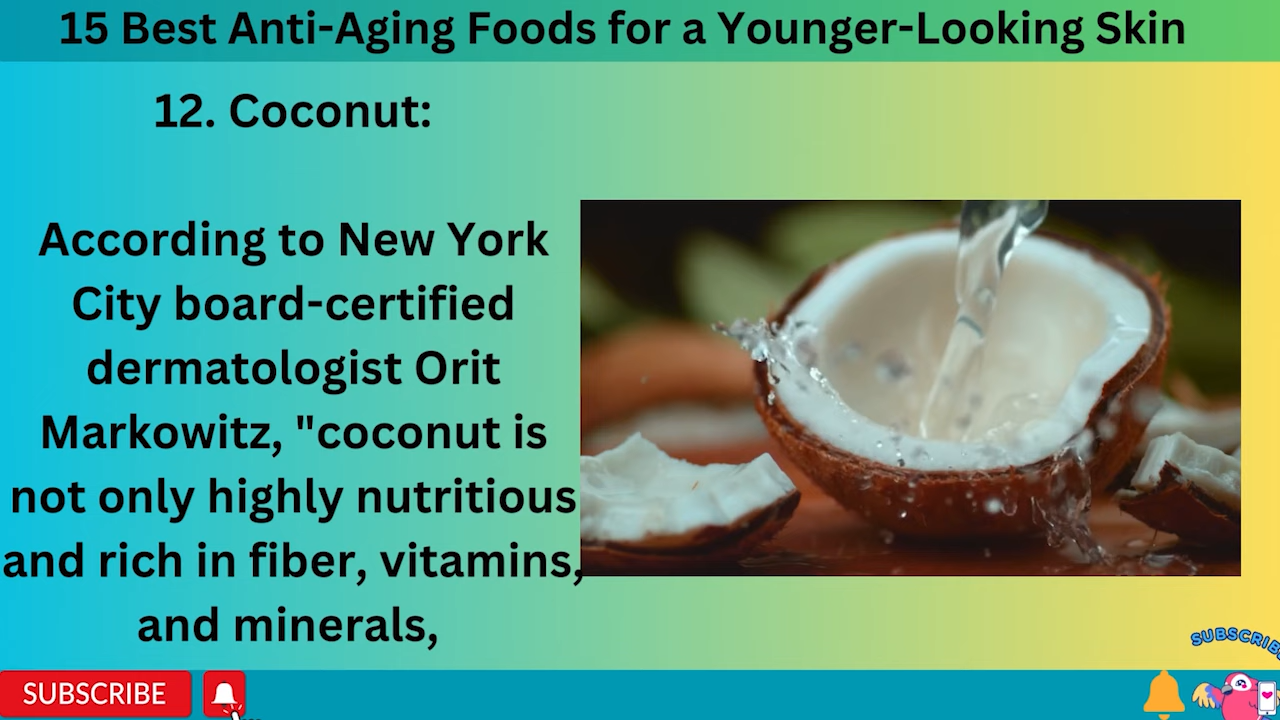 15 Best Anti-Aging Foods for a Younger-Looking Skin
12. Coconut:
According to New York
City board-certified
dermatologist Orit
Markowitz, "coconut is
not only highly nutritious
and rich in fiber, vitamins,
and minerals,
SUBSCRIBE